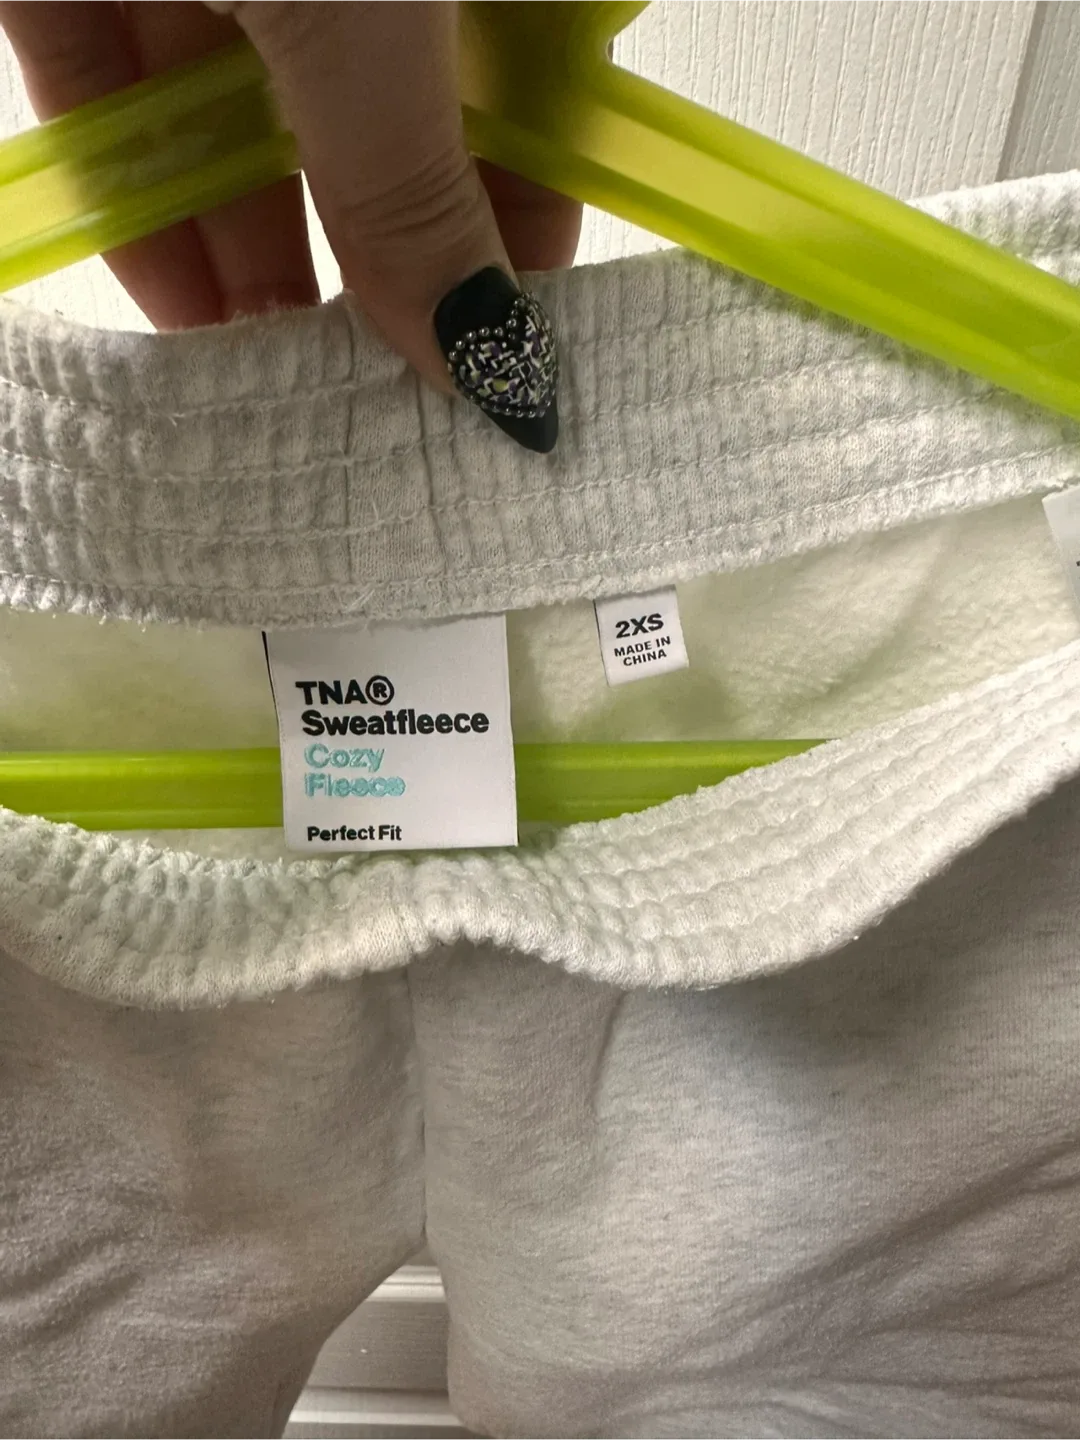 TNA®
Sweatfleece
Cozy
Fleece
Perfect Fit
2XS
MADE IN
CHINA